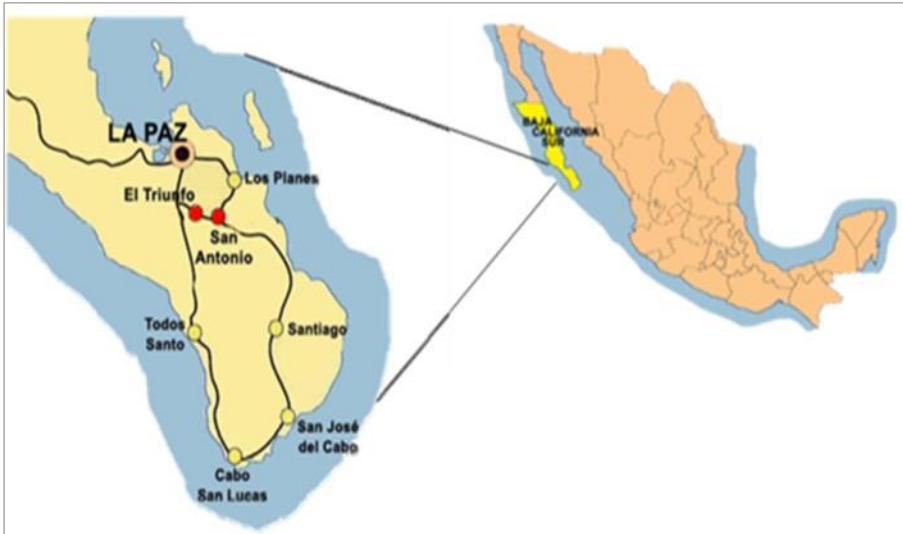 LA PAZ
Los Planes
El Triunfo
San
Antonio
Todos
Santo
Santiago
San José
del Cabo
Cabo
San Lucas
BAJA
CALIFORNIA
SUR